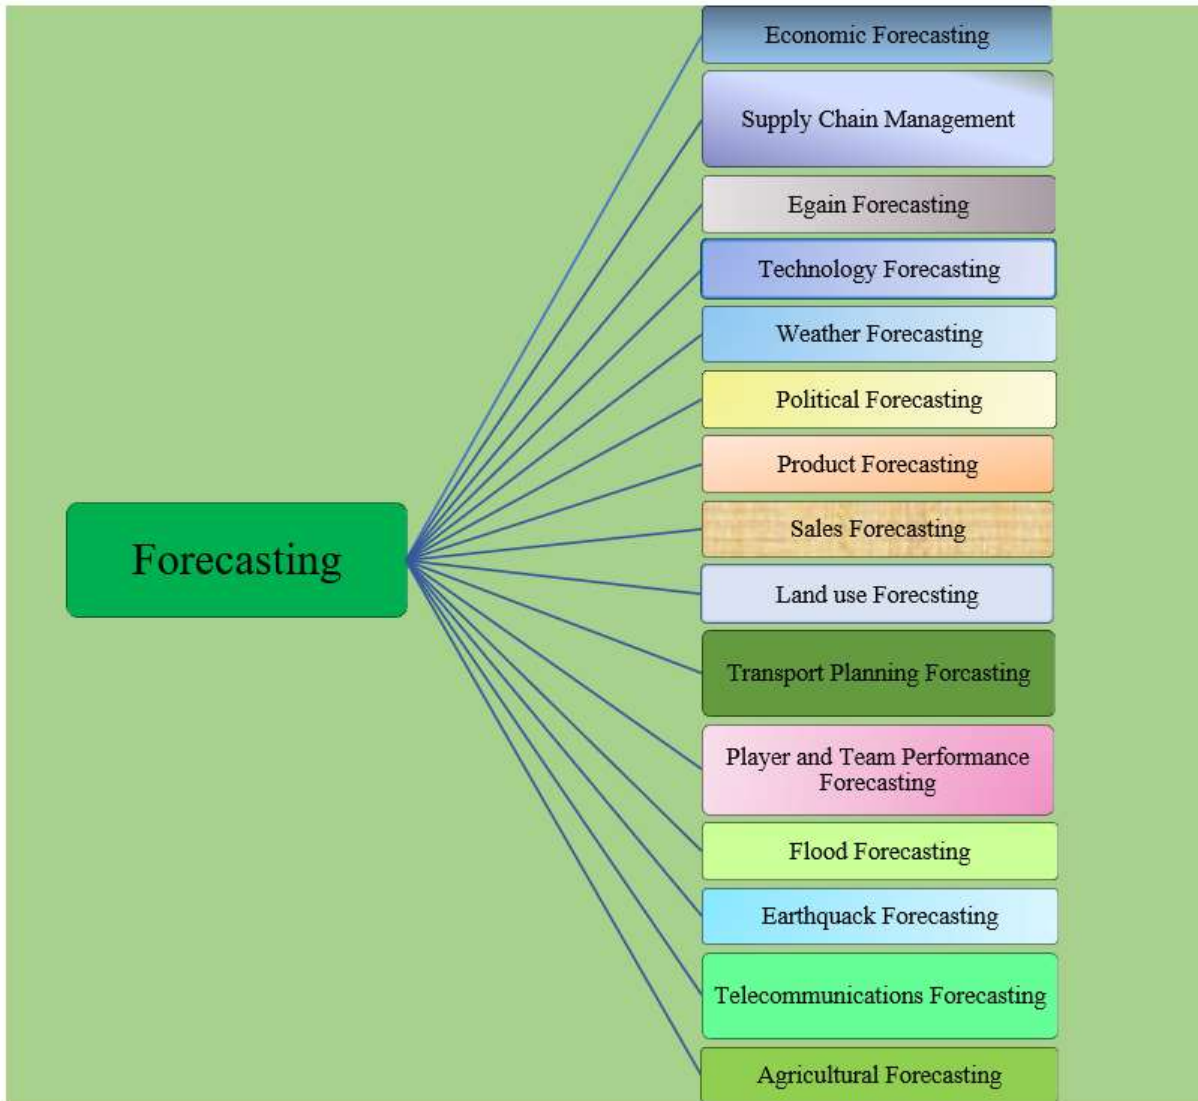 Economic Forecasting
Supply Chain Management
Egain Forecasting
Technology Forecasting
Weather Forecasting
Political Forecasting
Product Forecasting
Sales Forecasting
Forecasting
Land use Forecsting
Transport Planning Forcasting
Player and Team Performance
Forecasting
Flood Forecasting
Earthquack Forecasting
Telecommunications Forecasting
Agricultural Forecasting